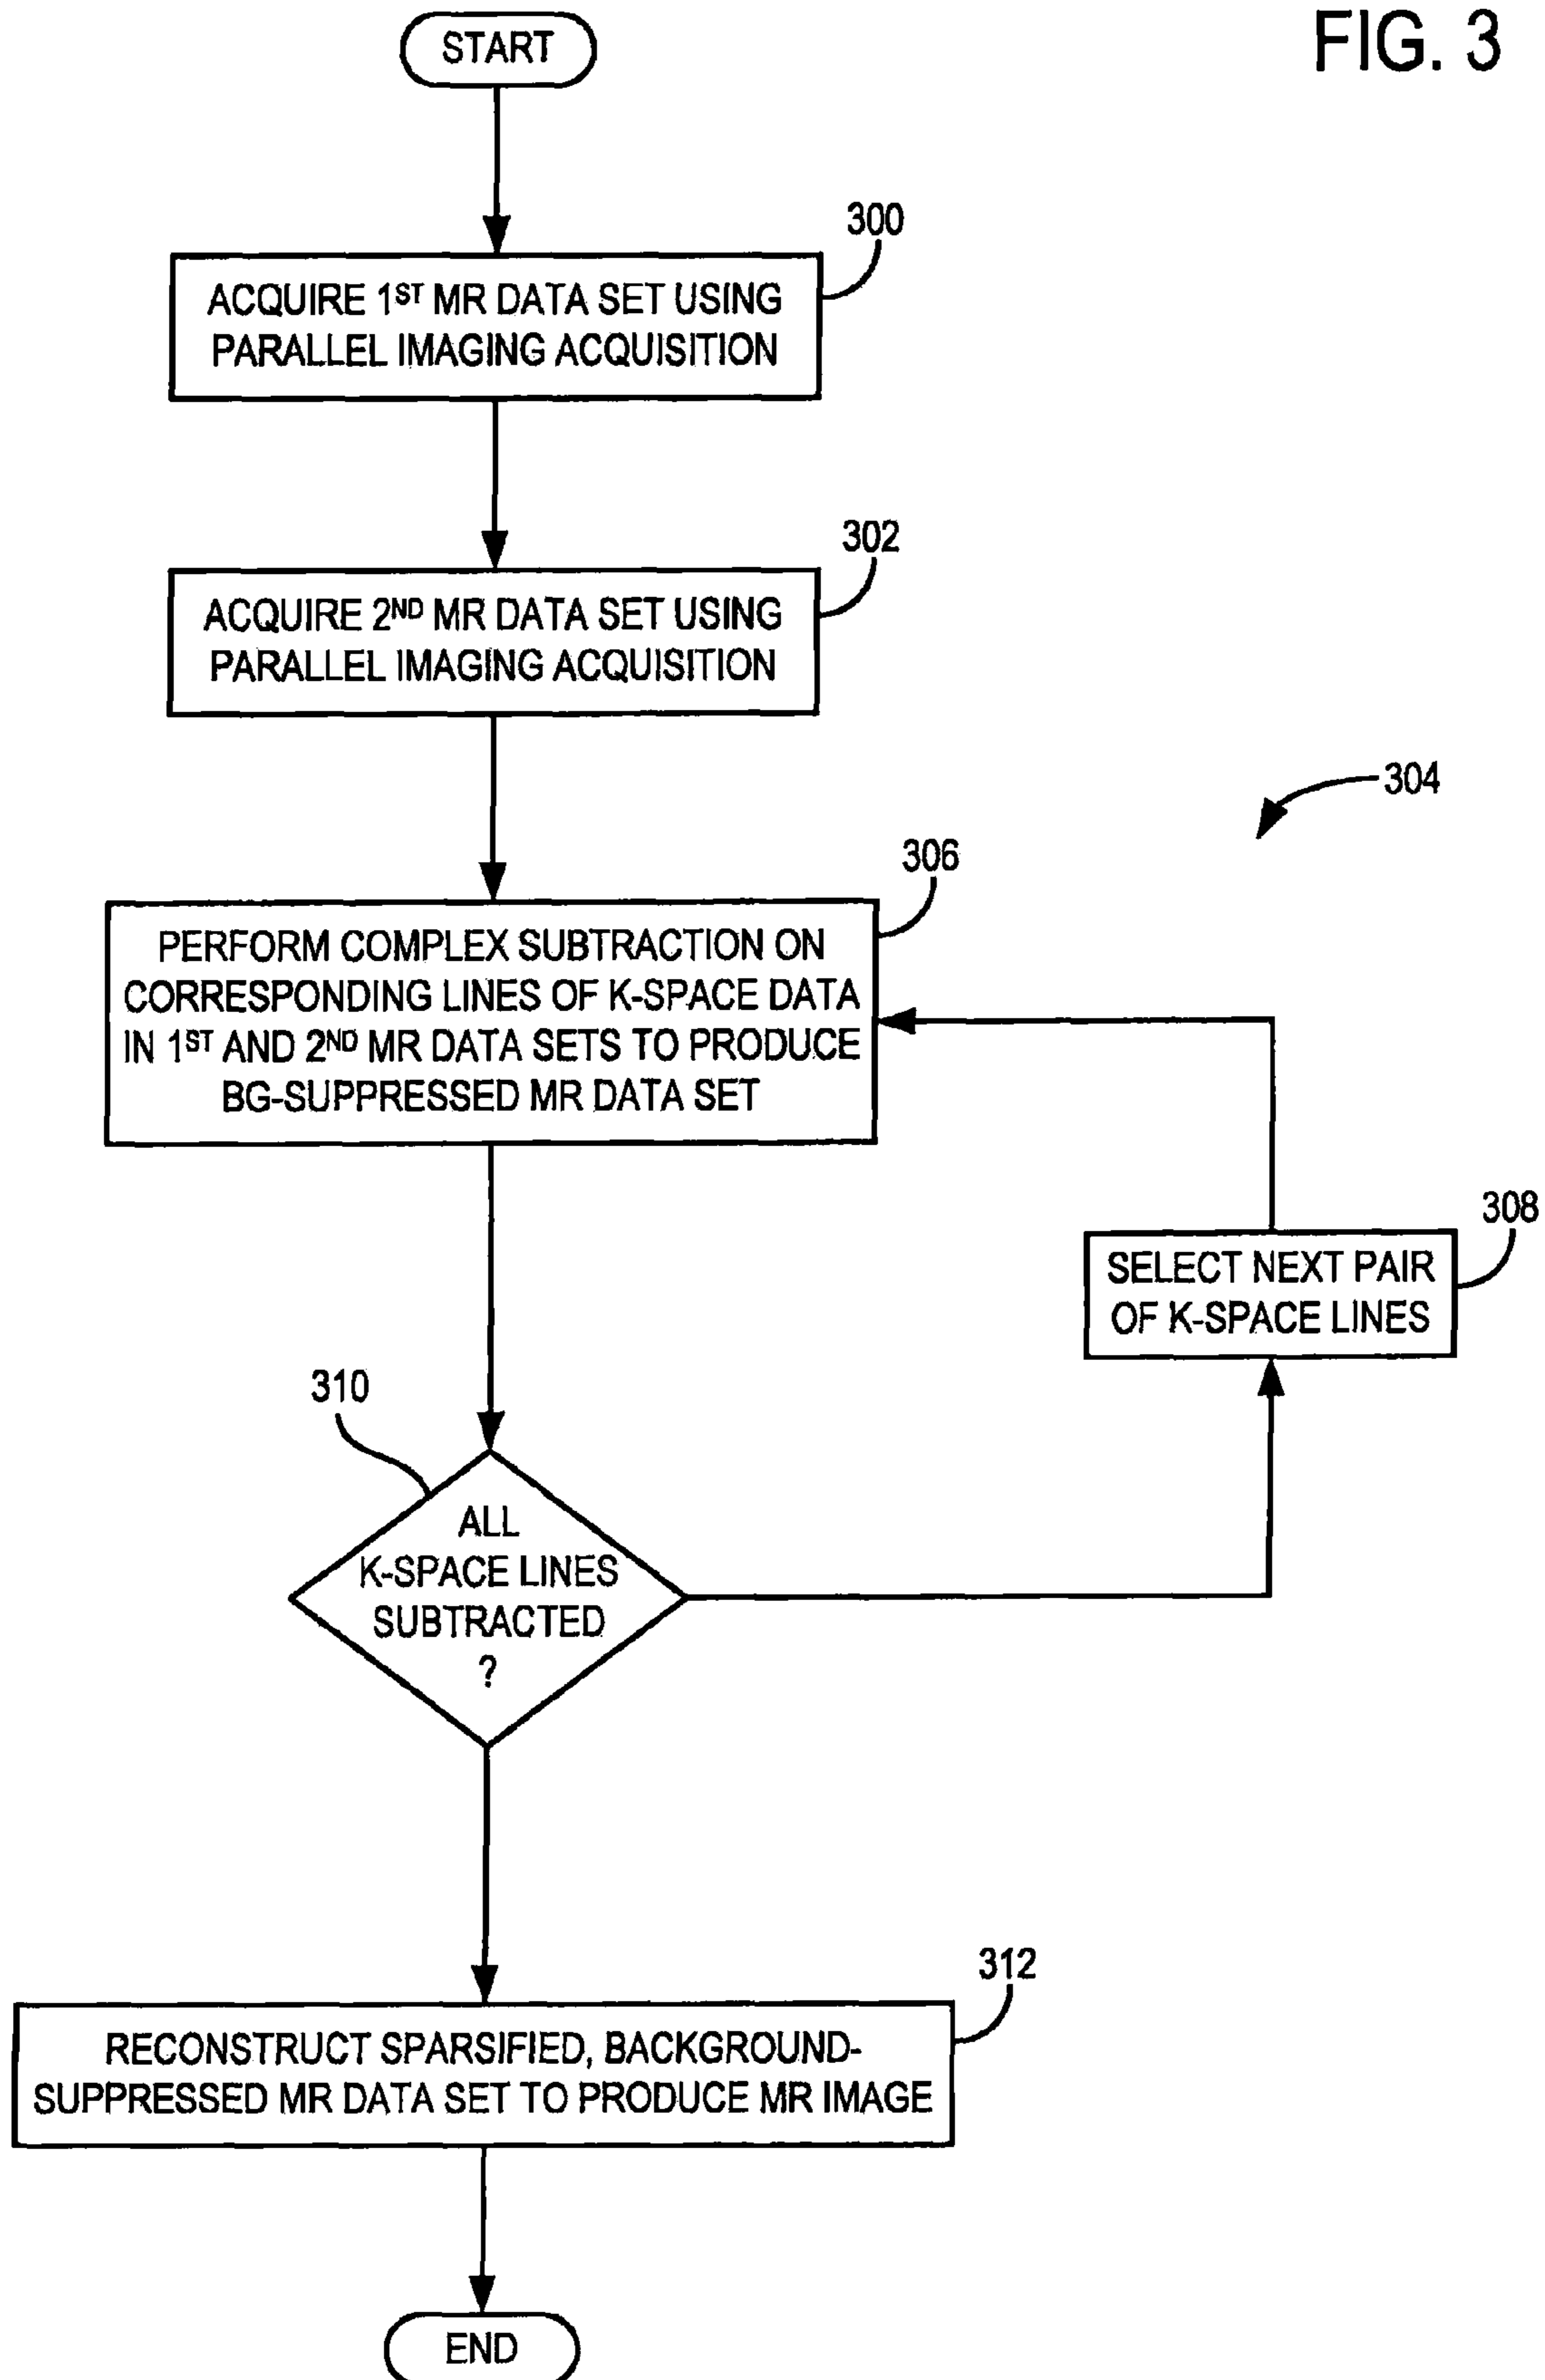 FIG. 3
START
300
ACQUIRE 1ST MR DATA SET USING
PARALLEL IMAGING ACQUISITION
302
ACQUIRE 2ND MR DATA SET USING
PARALLEL IMAGING ACQUISITION
304
306
PERFORM COMPLEX SUBTRACTION ON
CORRESPONDING LINES OF K-SPACE DATA
IN 1ST AND 2ND MR DATA SETS TO PRODUCE
BG-SUPPRESSED MR DATA SET
308
SELECT NEXT PAIR
OF K-SPACE LINES
310
ALL
K-SPACE LINES
SUBTRACTED
?
312
RECONSTRUCT SPARSIFIED, BACKGROUND-
SUPPRESSED MR DATA SET TO PRODUCE MR IMAGE
END